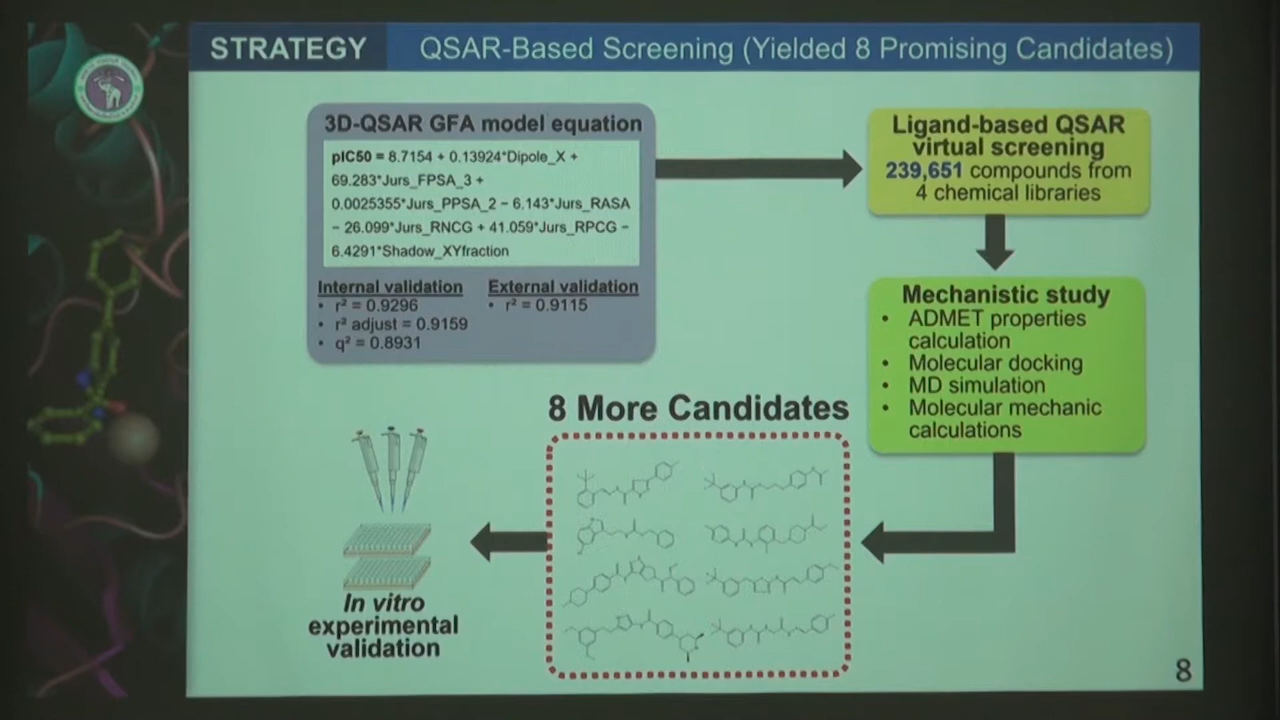 STRATEGY
QSAR-Based Screening (Yielded 8 Promising Candidates)
3D-QSAR GFA model equation
pIC50 = 8.7154 + 0.13924*Dipole_X +
69.283*Jurs_FPSA_3 +
0.0025355*Jurs_PPSA_2 − 6.143*Jurs_RASA
− 26.099*Jurs_RNCG + 41.059*Jurs_RPCG −
6.4291*Shadow_XYfraction
Internal validation
• r² = 0.9296
• r² adjust = 0.9159
• q² = 0.8931
External validation
• r² = 0.9115
Ligand-based QSAR
virtual screening
239,651 compounds from
4 chemical libraries
Mechanistic study
• ADMET properties
calculation
• Molecular docking
• MD simulation
• Molecular mechanic
calculations
8 More Candidates
In vitro
experimental
validation
8